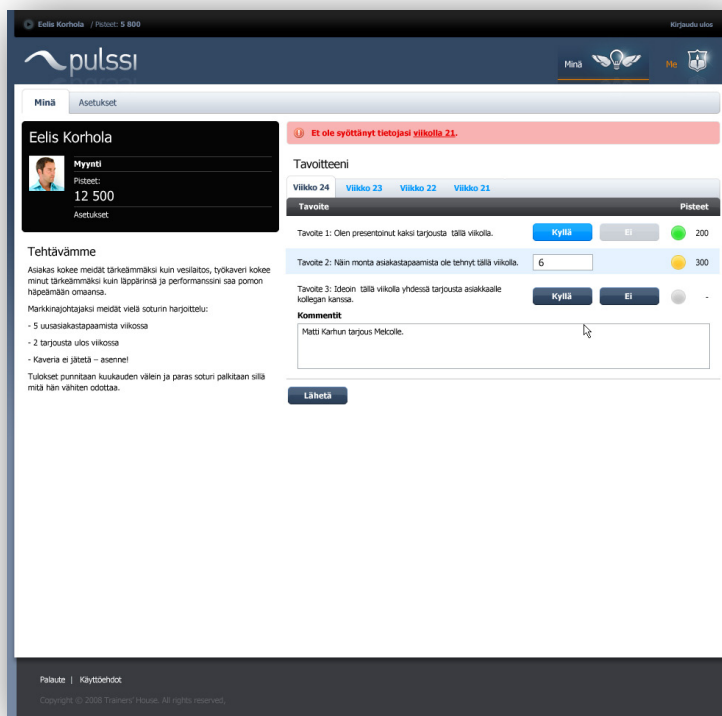 Eelis Korhola / Pisteet: 5 800
Kirjaudu ulos
pulssi
Minä
Me
Minä
Asetukset
Eelis Korhola
Myynti
Pisteet:
12 500
Asetukset
Tehtävämme
Asiakas kokee meidät tärkeämmäksi kuin vesilaitos, työkaveri kokee
minut tärkeämmäksi kuin läppärinsä ja performanssini saa pomon
häpeämään omaansa.
Markkinajohtajaksi meidät vielä soturin harjoittelu:
- 5 uusasiakastapaamista viikossa
- 2 tarjousta ulos viikossa
- Kaveria ei jätetä – asenne!
Tulokset punnitaan kuukauden välein ja paras soturi palkitaan sillä
mitä hän vähiten odottaa.
Et ole syöttänyt tietojasi viikolla 21.
Tavoitteeni
Viikko 24
Viikko 23
Viikko 22
Viikko 21
Tavoite
Pisteet
Tavoite 1: Olen presentoinut kaksi tarjousta tällä viikolla.
Kyllä
Ei
200
Tavoite 2: Näin monta asiakastapaamista ole tehnyt tällä viikolla.
6
300
Tavoite 3: Ideoin tällä viikolla yhdessä tarjousta asiakkaalle
kollegan kanssa.
Kyllä
Ei
-
Kommentit
Matti Karhun tarjous Melcolle.
Lähetä
Palaute | Käyttöehdot
Copyright © 2008 Trainers' House. All rights reserved.